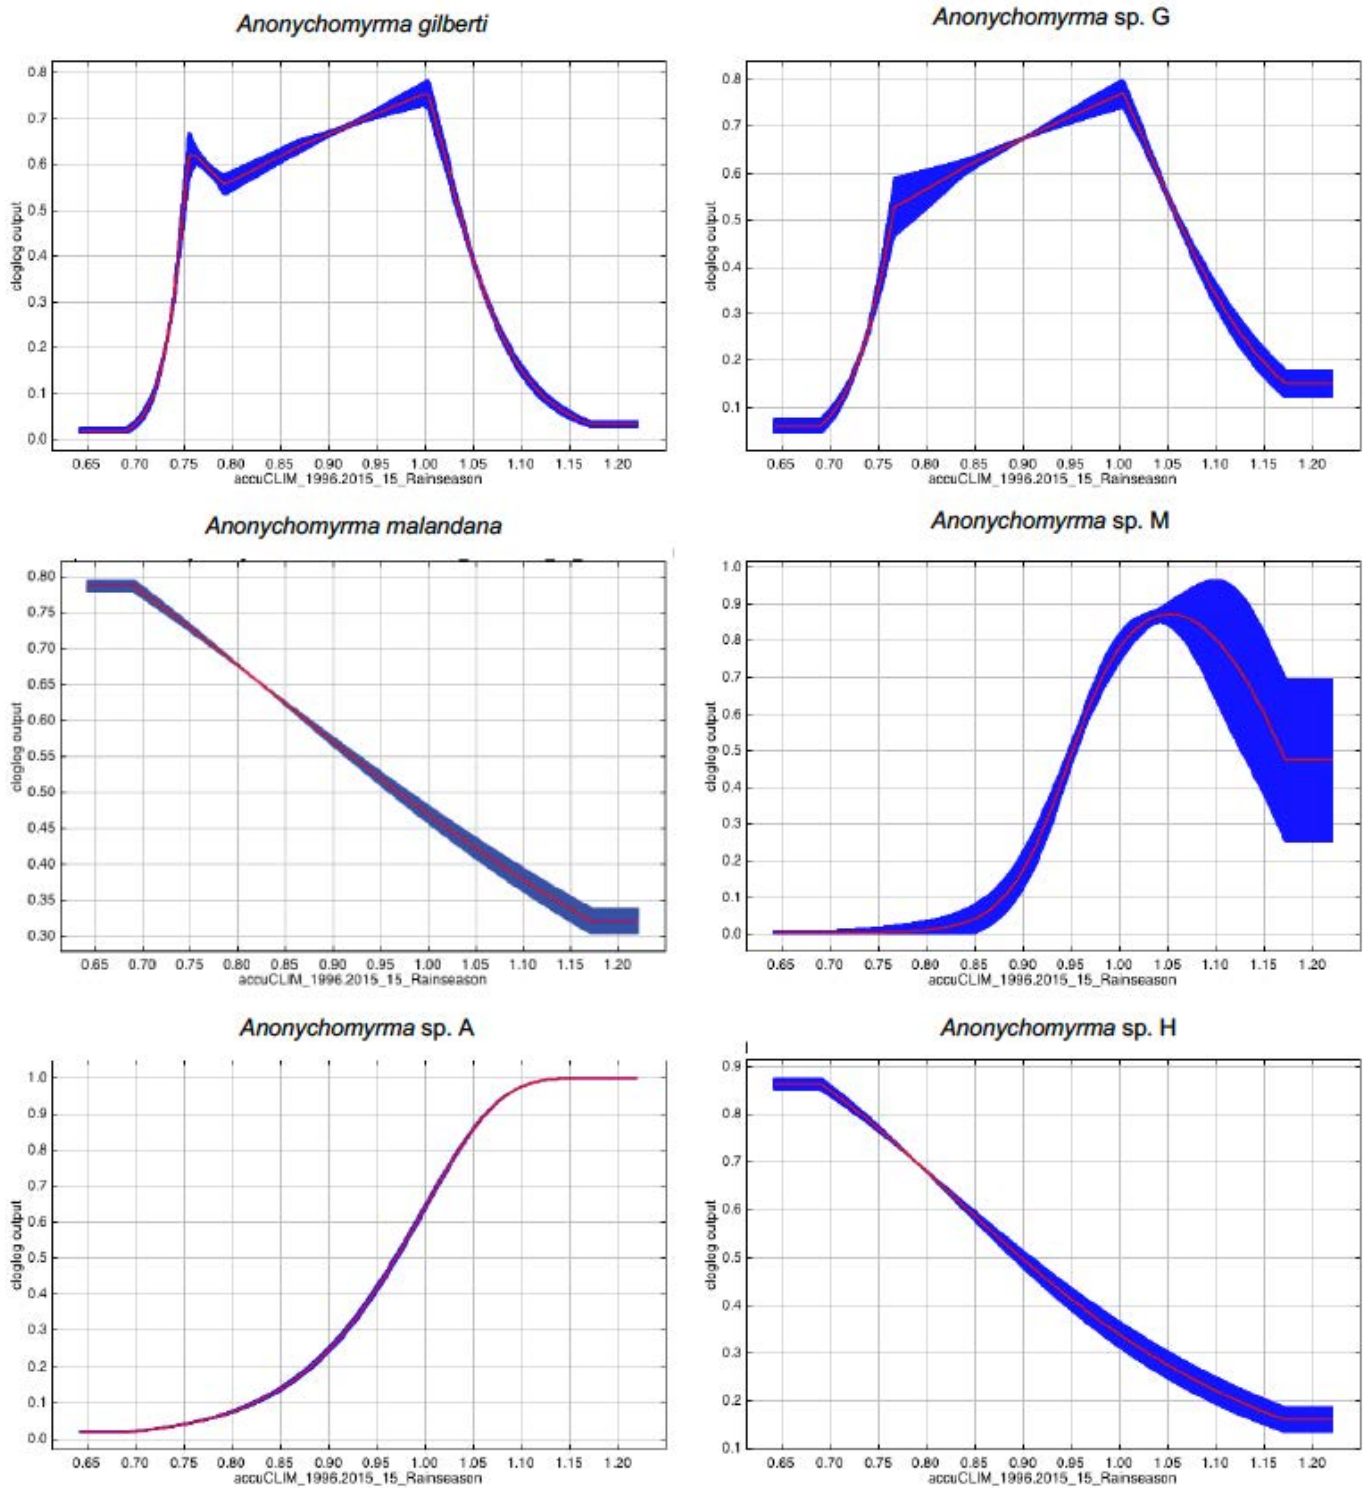 Anonychomyrma gilberti
0.8
0.7
0.6
0.5
0.4
0.3
0.2
0.1
0.0
cloglog output
0.65 0.70 0.75 0.80 0.85 0.90 0.95 1.00 1.05 1.10 1.15 1.20
accuCLIM_1996.2015_15_Rainseason
Anonychomyrma sp. G
0.8
0.7
0.6
0.5
0.4
0.3
0.2
0.1
cloglog output
0.65 0.70 0.75 0.80 0.85 0.90 0.95 1.00 1.05 1.10 1.15 1.20
accuCLIM_1996.2015_15_Rainseason
Anonychomyrma malandana
0.80
0.75
0.70
0.65
0.60
0.55
0.50
0.45
0.40
0.35
0.30
cloglog output
0.65 0.70 0.75 0.80 0.85 0.90 0.95 1.00 1.05 1.10 1.15 1.20
accuCLIM_1996.2015_15_Rainseason
Anonychomyrma sp. M
1.0
0.9
0.8
0.7
0.6
0.5
0.4
0.3
0.2
0.1
0.0
cloglog output
0.65 0.70 0.75 0.80 0.85 0.90 0.95 1.00 1.05 1.10 1.15 1.20
accuCLIM_1996.2015_15_Rainseason
Anonychomyrma sp. A
1.0
0.9
0.8
0.7
0.6
0.5
0.4
0.3
0.2
0.1
0.0
cloglog output
0.65 0.70 0.75 0.80 0.85 0.90 0.95 1.00 1.05 1.10 1.15 1.20
accuCLIM_1996.2015_15_Rainseason
Anonychomyrma sp. H
0.9
0.8
0.7
0.6
0.5
0.4
0.3
0.2
0.1
cloglog output
0.65 0.70 0.75 0.80 0.85 0.90 0.95 1.00 1.05 1.10 1.15 1.20
accuCLIM_1996.2015_15_Rainseason